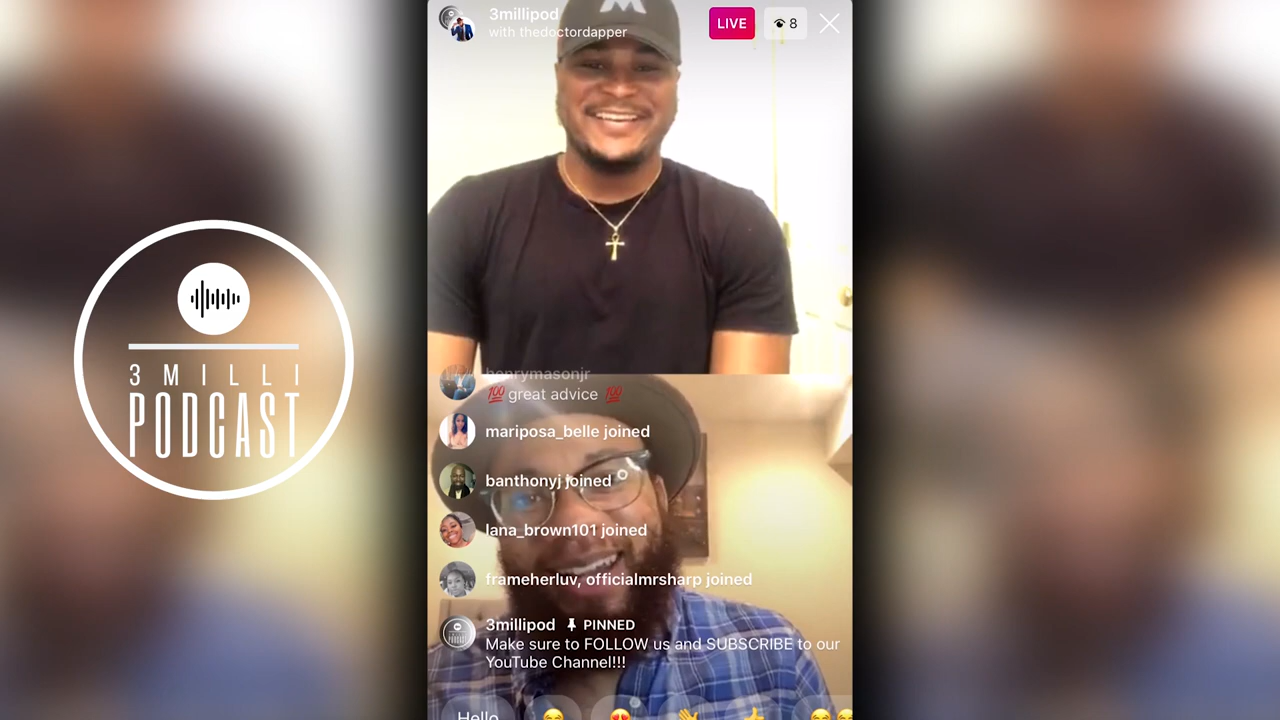 3millipod
with thedoctordapper
LIVE
8
3 MILLI
PODCAST
henrymasonjr
💯 great advice 💯
mariposa_belle joined
banthonyj joined
lana_brown101 joined
frameherluv, officialmrsharp joined
3millipod 📌 PINNED
Make sure to FOLLOW us and SUBSCRIBE to our
YouTube Channel!!!
Hello